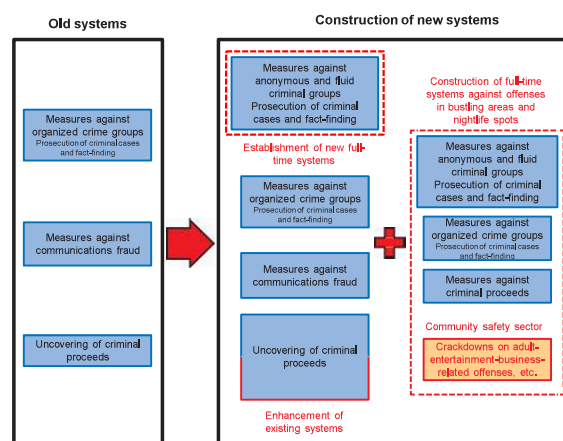 Old systems
Measures against
organized crime groups
Prosecution of criminal cases
and fact-finding
Measures against
communications fraud
Uncovering of criminal
proceeds
Construction of new systems
Measures against
anonymous and fluid
criminal groups
Prosecution of criminal
cases and fact-finding
Establishment of new full-
time systems
Measures against
organized crime groups
Prosecution of criminal cases
and fact-finding
Measures against
communications fraud
Uncovering of criminal
proceeds
Enhancement of
existing systems
Construction of full-time
systems against offenses
in bustling areas and
nightlife spots
Measures against
anonymous and fluid
criminal groups
Prosecution of criminal
cases and fact-finding
Measures against
organized crime groups
Prosecution of criminal cases
and fact-finding
Measures against
criminal proceeds
Community safety sector
Crackdowns on adult-
entertainment-business-
related offenses, etc.